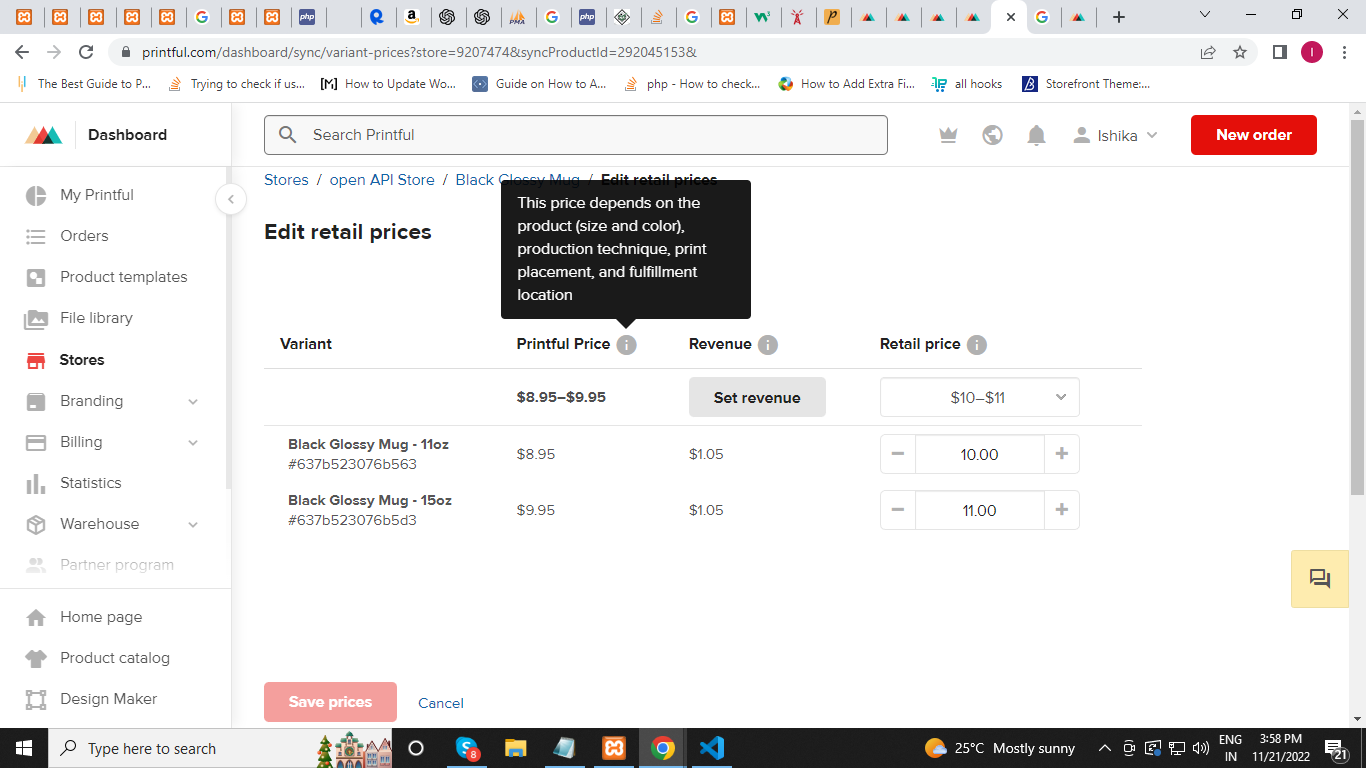 printful.com/dashboard/sync/variant-prices?store=9207474&syncProductId=292045153&
The Best Guide to P...
Trying to check if us...
[M] How to Update Wo...
Guide on How to A...
php - How to check...
How to Add Extra Fi...
all hooks
Storefront Theme:...
Dashboard
Search Printful
Ishika
New order
My Printful
Orders
Product templates
File library
Stores
Branding
Billing
Statistics
Warehouse
Partner program
Home page
Product catalog
Design Maker
Stores / open API Store / Black Glossy Mug / Edit retail prices
Edit retail prices
This price depends on the
product (size and color),
production technique, print
placement, and fulfillment
location
Variant Printful Price Revenue Retail price
$8.95–$9.95 Set revenue $10–$11
Black Glossy Mug - 11oz
#637b523076b563
$8.95 $1.05 − 10.00 +
Black Glossy Mug - 15oz
#637b523076b5d3
$9.95 $1.05 − 11.00 +
Save prices Cancel
Type here to search
8
25°C Mostly sunny
ENG
IN
3:58 PM
11/21/2022
21